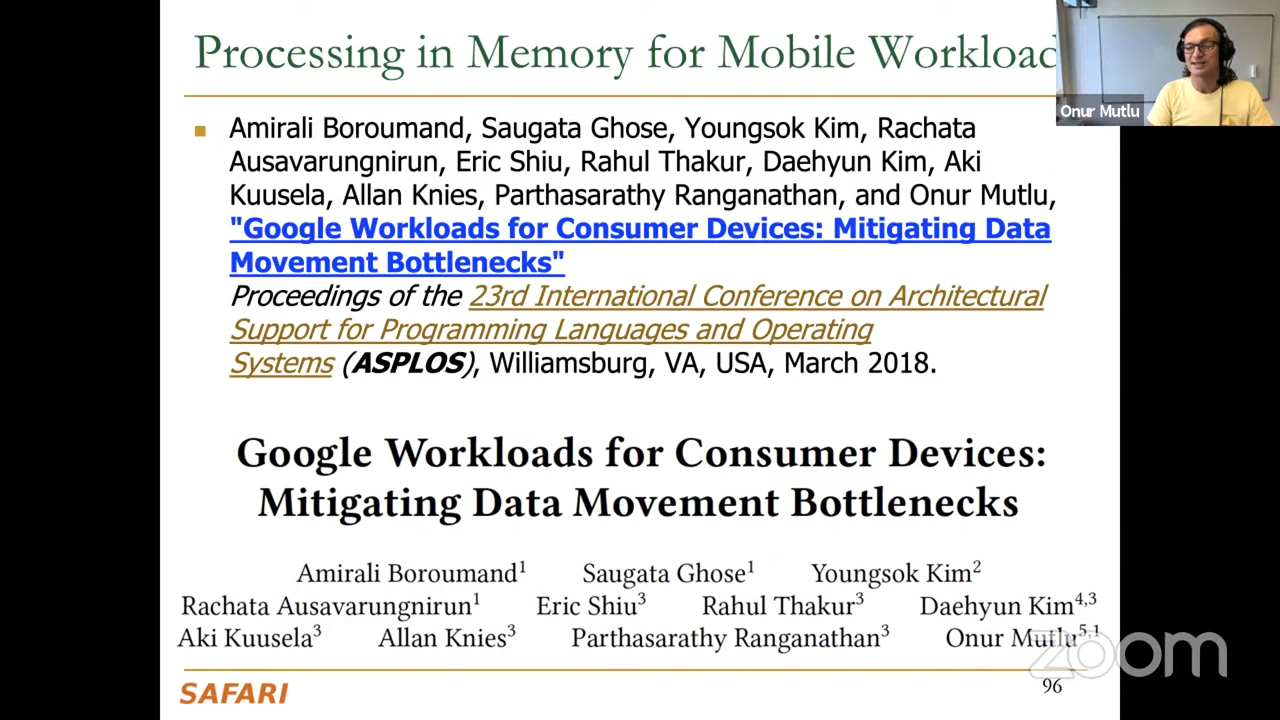 Processing in Memory for Mobile Workload
Onur Mutlu
Amirali Boroumand, Saugata Ghose, Youngsok Kim, Rachata
Ausavarungnirun, Eric Shiu, Rahul Thakur, Daehyun Kim, Aki
Kuusela, Allan Knies, Parthasarathy Ranganathan, and Onur Mutlu,
"Google Workloads for Consumer Devices: Mitigating Data
Movement Bottlenecks"
Proceedings of the 23rd International Conference on Architectural
Support for Programming Languages and Operating
Systems (ASPLOS), Williamsburg, VA, USA, March 2018.
Google Workloads for Consumer Devices:
Mitigating Data Movement Bottlenecks
Amirali Boroumand1 Saugata Ghose1 Youngsok Kim2
Rachata Ausavarungnirun1 Eric Shiu3 Rahul Thakur3 Daehyun Kim4,3
Aki Kuusela3 Allan Knies3 Parthasarathy Ranganathan3 Onur Mutlu5,1
zoom
SAFARI
96